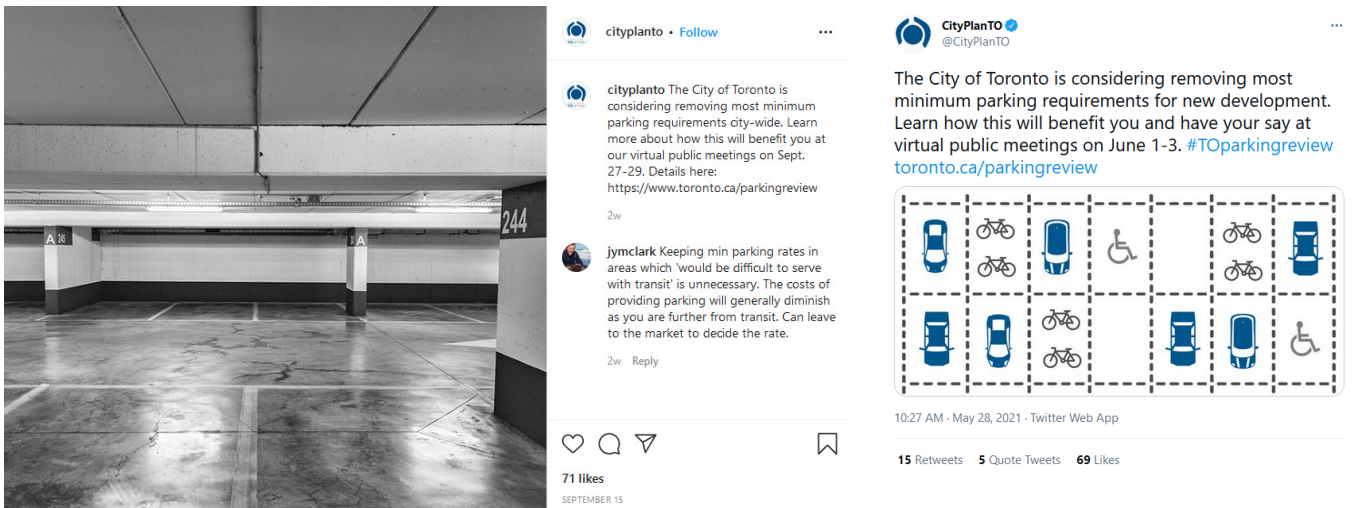 A 245
A
244
cityplanto • Follow
cityplanto The City of Toronto is
considering removing most minimum
parking requirements city-wide. Learn
more about how this will benefit you at
our virtual public meetings on Sept.
27-29. Details here:
https://www.toronto.ca/parkingreview
2w
jymclark Keeping min parking rates in
areas which 'would be difficult to serve
with transit' is unnecessary. The costs of
providing parking will generally diminish
as you are further from transit. Can leave
to the market to decide the rate.
2w Reply
71 likes
SEPTEMBER 15
CityPlanTO
@CityPlanTO
The City of Toronto is considering removing most
minimum parking requirements for new development.
Learn how this will benefit you and have your say at
virtual public meetings on June 1-3. #TOparkingreview
toronto.ca/parkingreview
10:27 AM · May 28, 2021 · Twitter Web App
15 Retweets 5 Quote Tweets 69 Likes